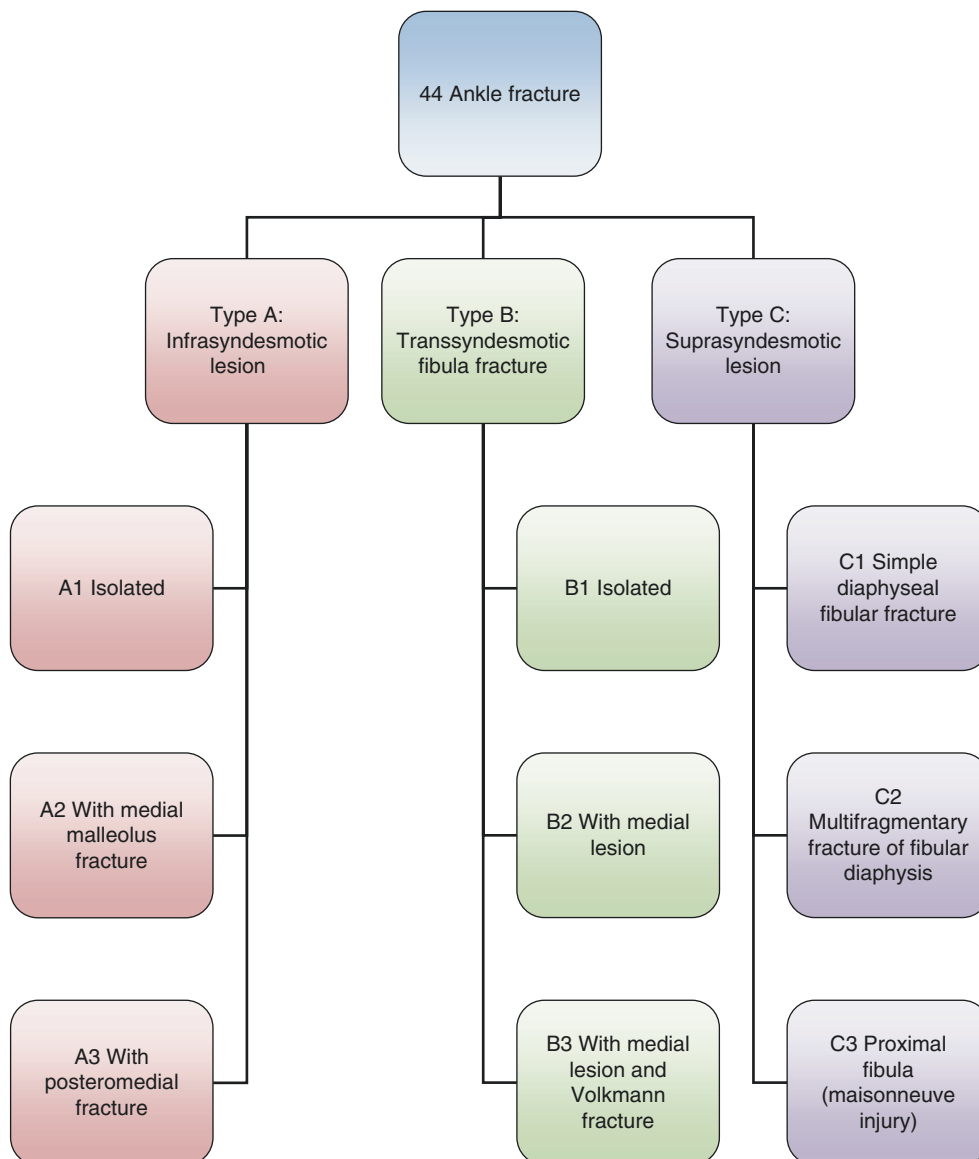 44 Ankle fracture
Type A:
Infrasyndesmotic
lesion
Type B:
Transsyndesmotic
fibula fracture
Type C:
Suprasyndesmotic
lesion
A1 Isolated
B1 Isolated
C1 Simple
diaphyseal
fibular fracture
A2 With medial
malleolus
fracture
B2 With medial
lesion
C2
Multifragmentary
fracture of fibular
diaphysis
A3 With
posteromedial
fracture
B3 With medial
lesion and
Volkmann
fracture
C3 Proximal
fibula
(maisonneuve
injury)